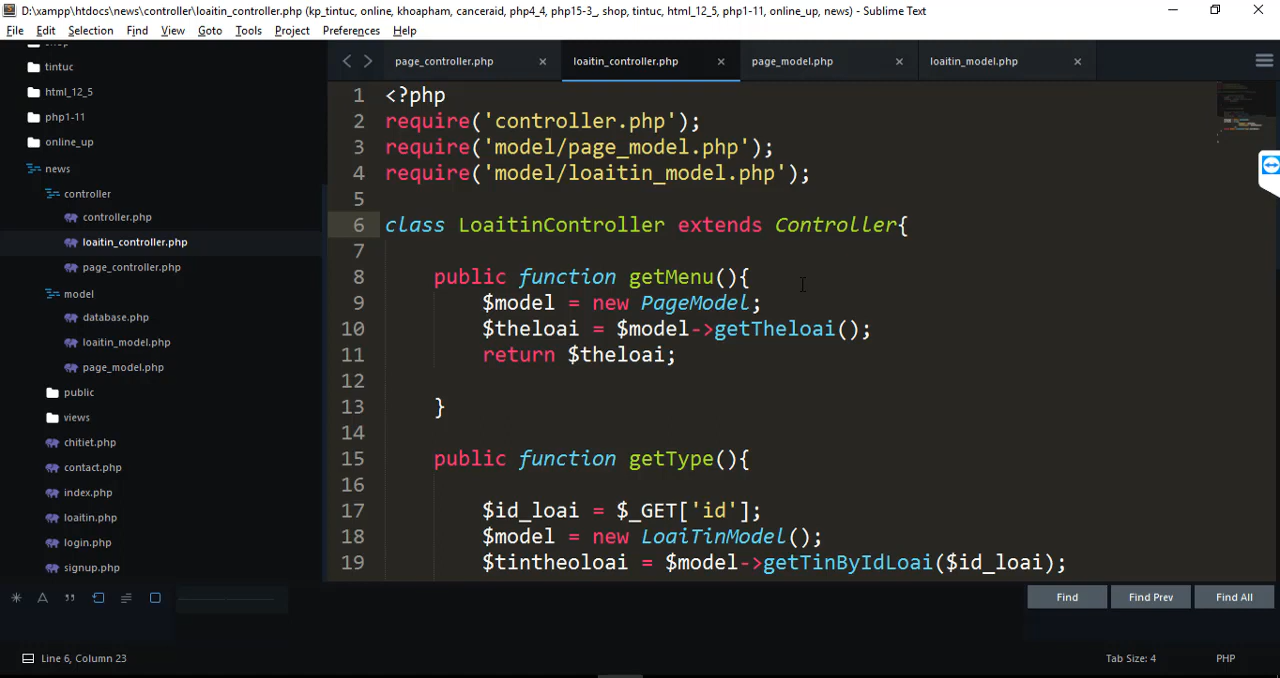 D:\xampp\htdocs\news\controller\loaitin_controller.php (kp_tintuc, online, khoapham, canceraid, php4_4, php15-3_, shop, tintuc, html_12_5, php1-11, online_up, news) - Sublime Text
File Edit Selection Find View Goto Tools Project Preferences Help
shop
tintuc
html_12_5
php1-11
online_up
news
controller
controller.php
loaitin_controller.php
page_controller.php
model
database.php
loaitin_model.php
page_model.php
public
views
chitiet.php
contact.php
index.php
loaitin.php
login.php
signup.php
page_controller.php loaitin_controller.php page_model.php loaitin_model.php
1 <?php
2 require('controller.php');
3 require('model/page_model.php');
4 require('model/loaitin_model.php');
5
6 class LoaitinController extends Controller{
7
8 public function getMenu(){
9 $model = new PageModel;
10 $theloai = $model->getTheloai();
11 return $theloai;
12
13 }
14
15 public function getType(){
16
17 $id_loai = $_GET['id'];
18 $model = new LoaiTinModel();
19 $tintheoloai = $model->getTinByIdLoai($id_loai);
Find Find Prev Find All
Line 6, Column 23 Tab Size: 4 PHP